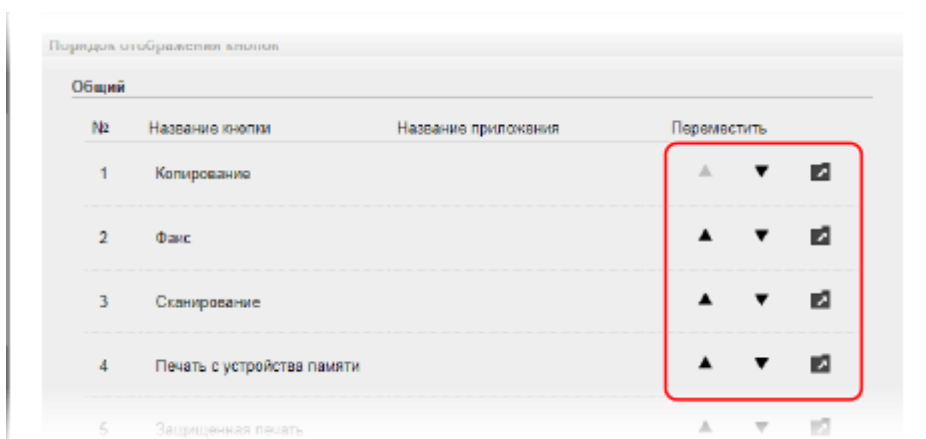 Порядок отображения кнопок
Общий
№ Название кнопки Название приложения Переместить
1 Копирование
2 Факс
3 Сканирование
4 Печать с устройства памяти
5 Защищенная печать